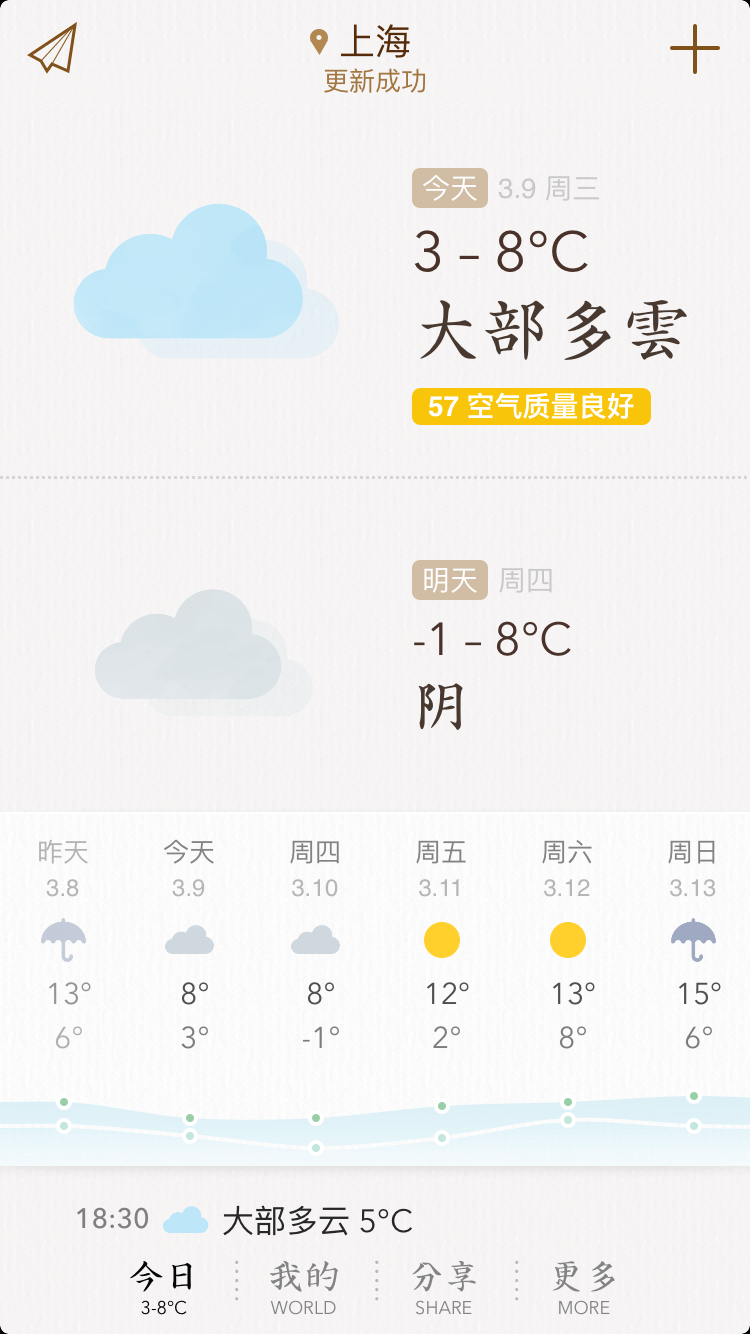 上海
更新成功
今天 3.9 周三
3 – 8°C
大部多雲
57 空气质量良好
明天 周四
-1 – 8°C
阴
昨天 今天 周四 周五 周六 周日
3.8 3.9 3.10 3.11 3.12 3.13
13° 8° 8° 12° 13° 15°
6° 3° -1° 2° 8° 6°
18:30 大部多云 5°C
今日 我的 分享 更多
3-8°C WORLD SHARE MORE